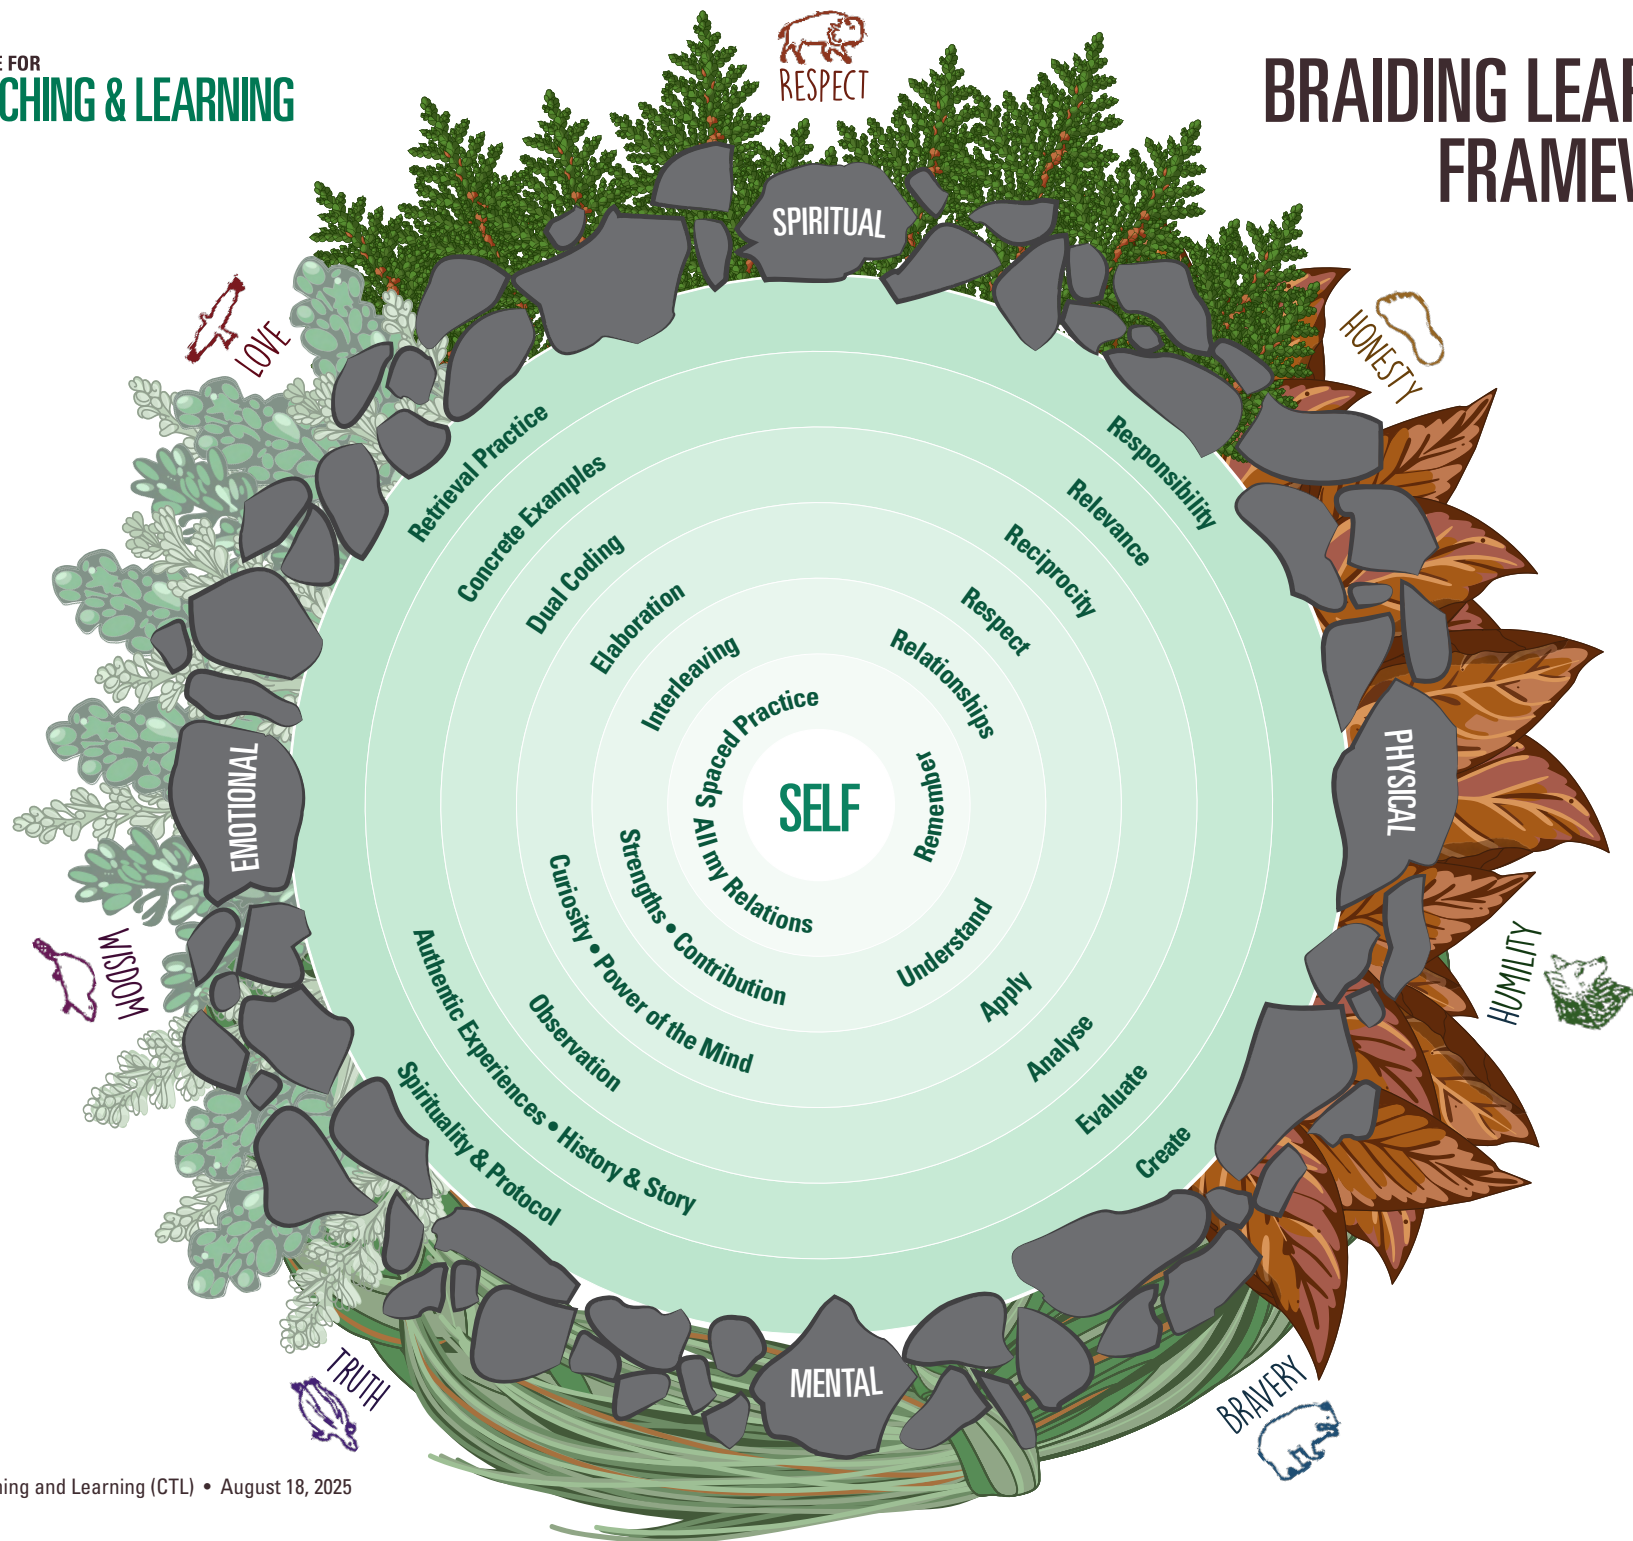 E FOR
CHING & LEARNING
RESPECT
BRAIDING LEAR
FRAMEW
SPIRITUAL
LOVE
HONESTY
Retrieval Practice
Concrete Examples
Dual Coding
Elaboration
Interleaving
Spaced Practice
Responsibility
Relevance
Reciprocity
Respect
Relationships
Remember
SELF
EMOTIONAL
PHYSICAL
All my Relations
Strengths • Contribution
Curiosity • Power of the Mind
Observation
Authentic Experiences • History & Story
Spirituality & Protocol
Understand
Apply
Analyse
Evaluate
Create
WISDOM
HUMILITY
MENTAL
TRUTH
BRAVERY
hing and Learning (CTL) • August 18, 2025